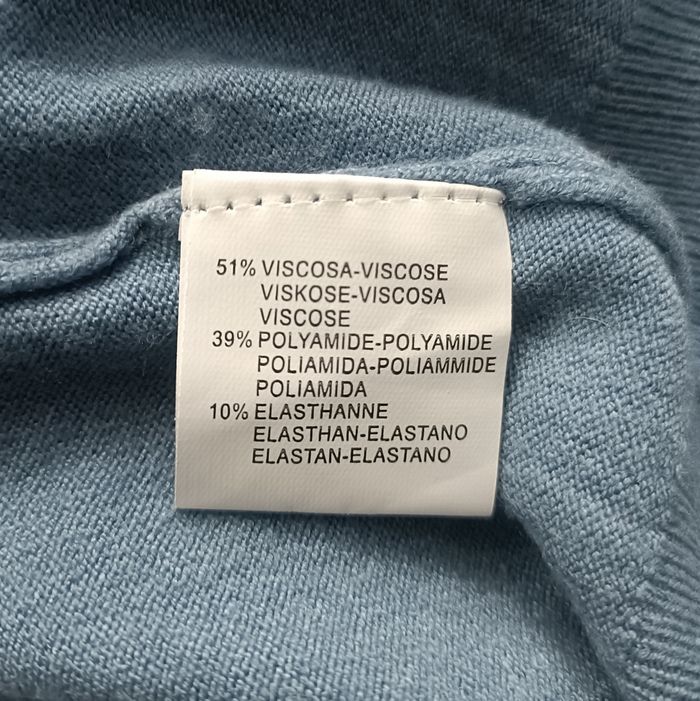 51% VISCOSA-VISCOSE
VISKOSE-VISCOSA
VISCOSE
39% POLYAMIDE-POLYAMIDE
POLIAMIDA-POLIAMMIDE
POLIAMIDA
10% ELASTHANNE
ELASTHAN-ELASTANO
ELASTAN-ELASTANO